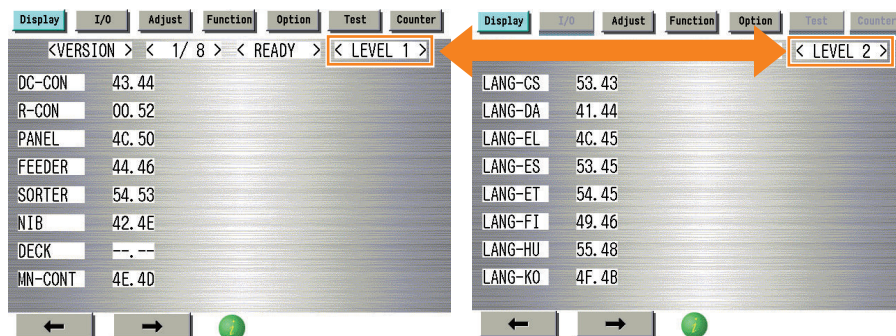 Display I/O Adjust Function Option Test Counter
<VERSION > < 1/ 8 > < READY > < LEVEL 1 >
DC-CON 43.44
R-CON 00.52
PANEL 4C.50
FEEDER 44.46
SORTER 54.53
NIB 42.4E
DECK --.--
MN-CONT 4E.4D
← →
i
Display I/O Adjust Function Option Test Counter
< LEVEL 2 >
LANG-CS 53.43
LANG-DA 41.44
LANG-EL 4C.45
LANG-ES 53.45
LANG-ET 54.45
LANG-FI 49.46
LANG-HU 55.48
LANG-KO 4F.4B
← →
i